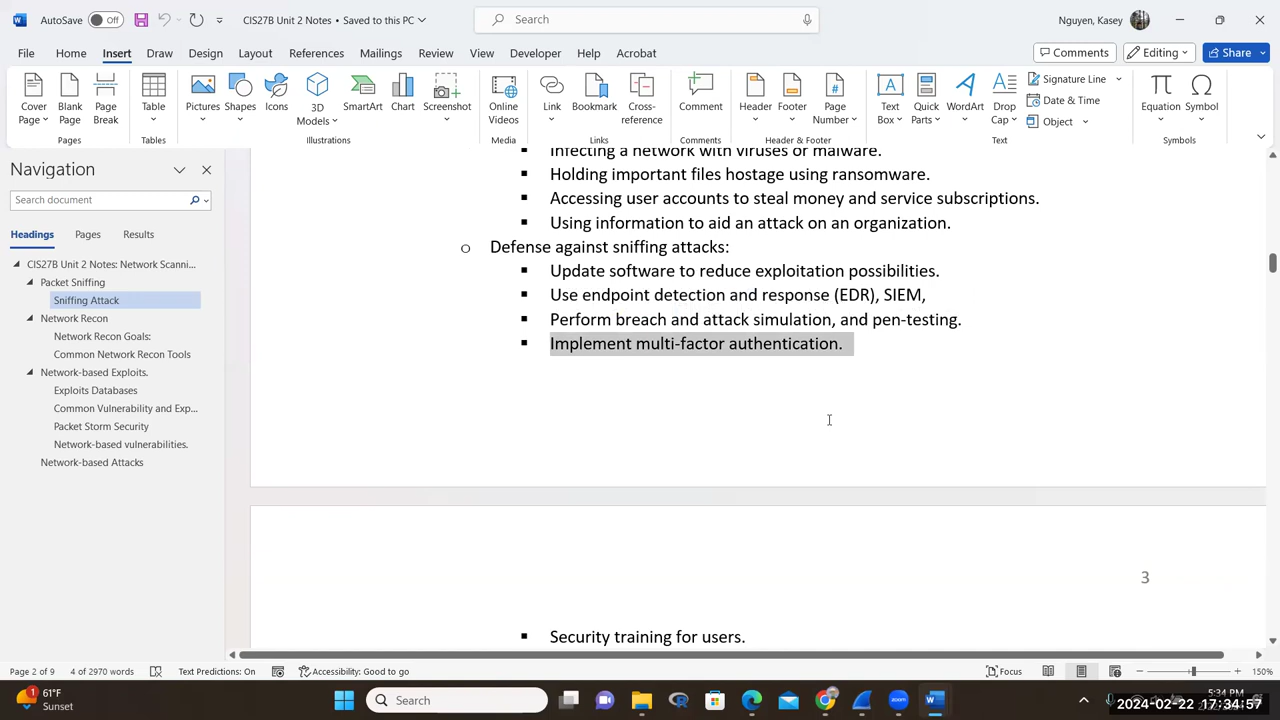 AutoSave Off CIS27B Unit 2 Notes • Saved to this PC Search Nguyen, Kasey
File Home Insert Draw Design Layout References Mailings Review View Developer Help Acrobat Comments Editing Share
Cover Page Blank Page Page Break Table Pictures Shapes Icons 3D Models SmartArt Chart Screenshot Online Videos Link Bookmark Cross-reference Comment Header Footer Page Number Text Box Quick Parts WordArt Drop Cap Signature Line Date & Time Object Equation Symbol
Pages Tables Illustrations Media Links Comments Header & Footer Text Symbols
Navigation
Search document
Headings Pages Results
CIS27B Unit 2 Notes: Network Scanni...
Packet Sniffing
Sniffing Attack
Network Recon
Network Recon Goals:
Common Network Recon Tools
Network-based Exploits.
Exploits Databases
Common Vulnerability and Exp...
Packet Storm Security
Network-based vulnerabilities.
Network-based Attacks
▪ Infecting a network with viruses or malware.
▪ Holding important files hostage using ransomware.
▪ Accessing user accounts to steal money and service subscriptions.
▪ Using information to aid an attack on an organization.
o Defense against sniffing attacks:
▪ Update software to reduce exploitation possibilities.
▪ Use endpoint detection and response (EDR), SIEM,
▪ Perform breach and attack simulation, and pen-testing.
▪ Implement multi-factor authentication.
3
▪ Security training for users.
Page 2 of 9 4 of 2970 words Text Predictions: On Accessibility: Good to go Focus 150%
1 61°F Sunset Search zoom 5:34 PM
2024-02-22 17:34:57